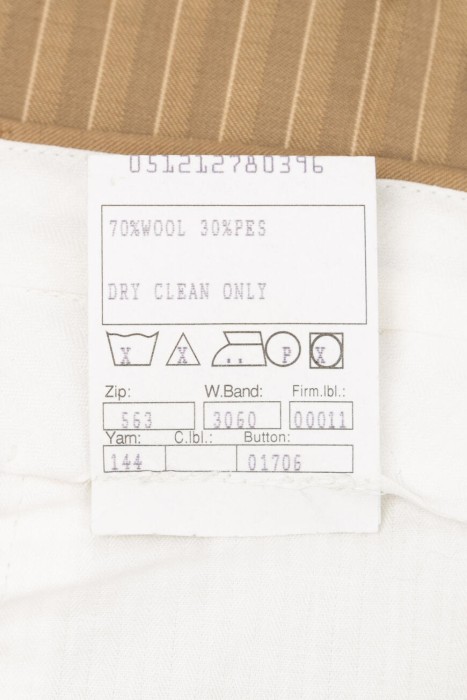 051212780396
70%WOOL 30%PES
DRY CLEAN ONLY
X X P X
Zip: W.Band: Firm.lbl.:
563 3060 00011
Yarn: C.lbl.: Button:
144 01706